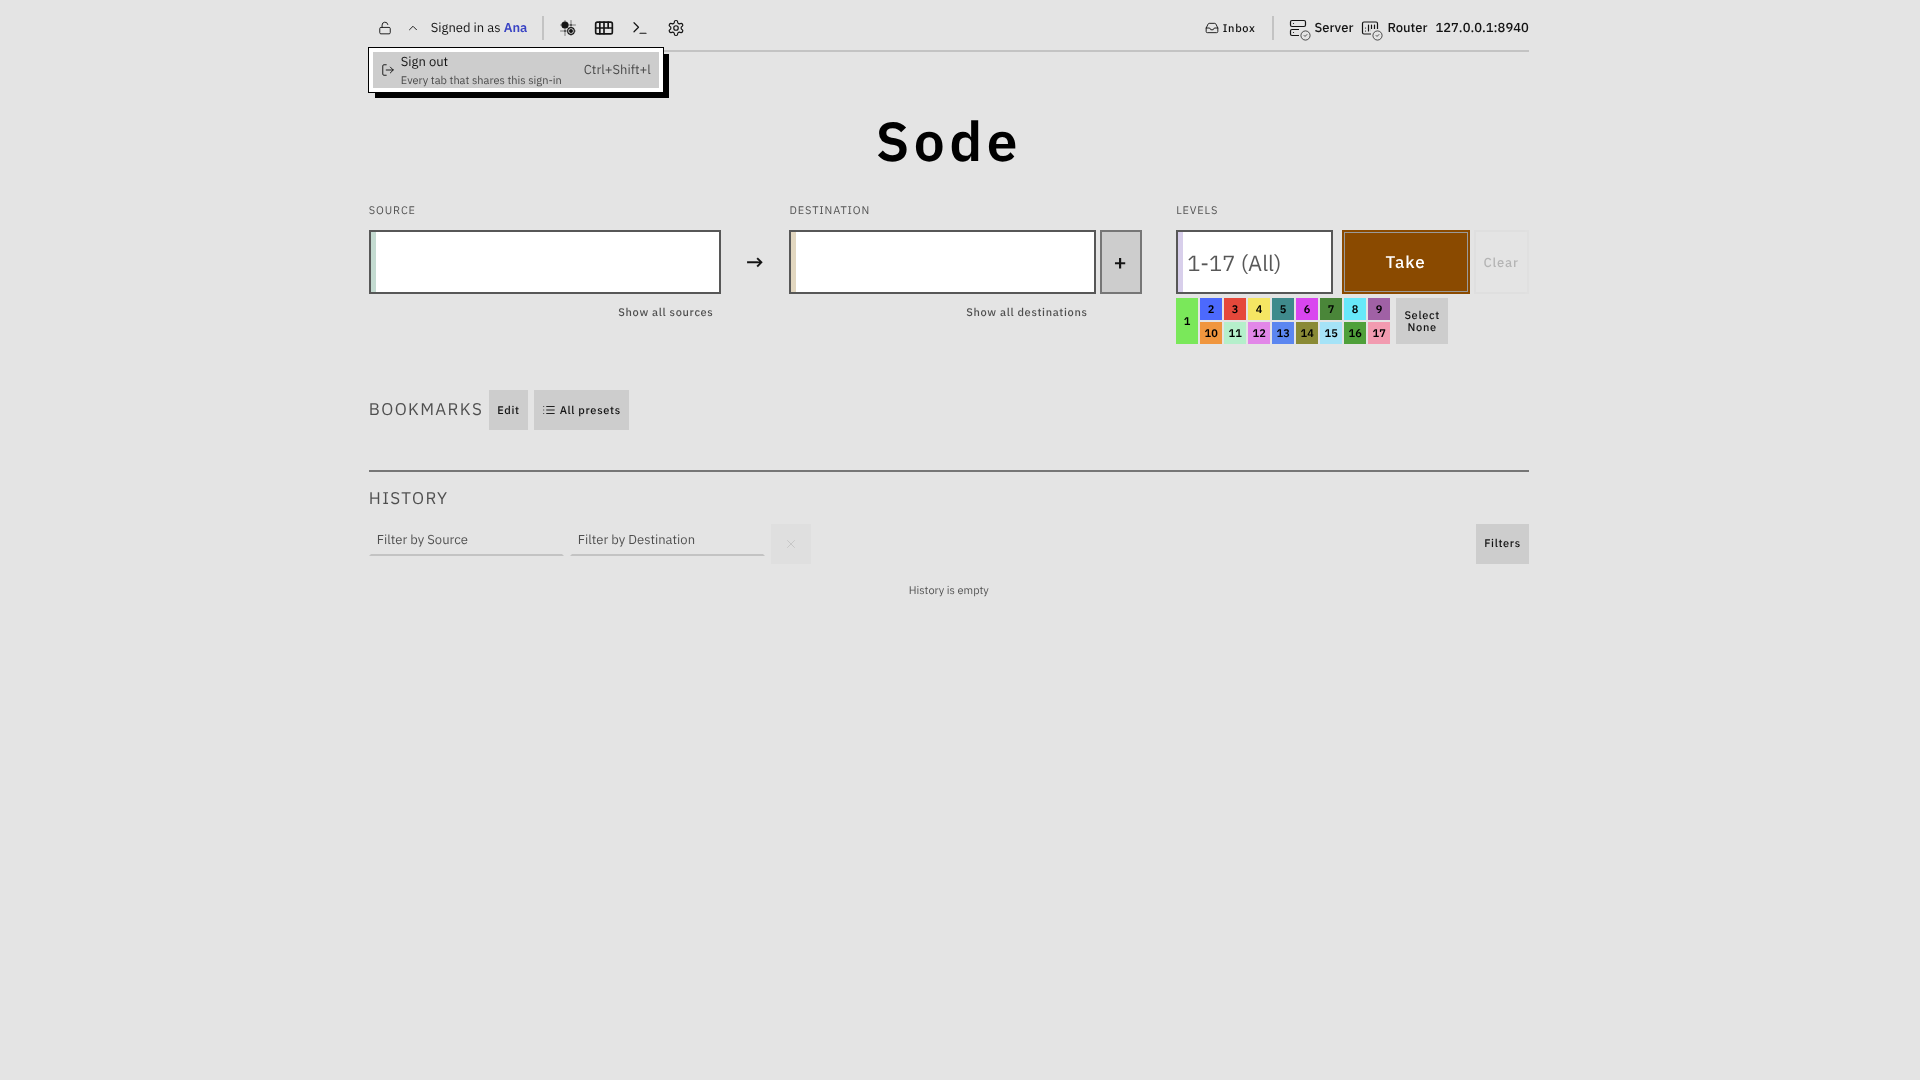 Signed in as Ana
Inbox
Server
Router 127.0.0.1:8940
Sign out
Every tab that shares this sign-in
Ctrl+Shift+l
Sode
SOURCE
DESTINATION
LEVELS
→
+
1-17 (All)
Take
Clear
Show all sources
Show all destinations
1
2 3 4 5 6 7 8 9
10 11 12 13 14 15 16 17
Select
None
BOOKMARKS
Edit
All presets
HISTORY
Filter by Source
Filter by Destination
Filters
History is empty